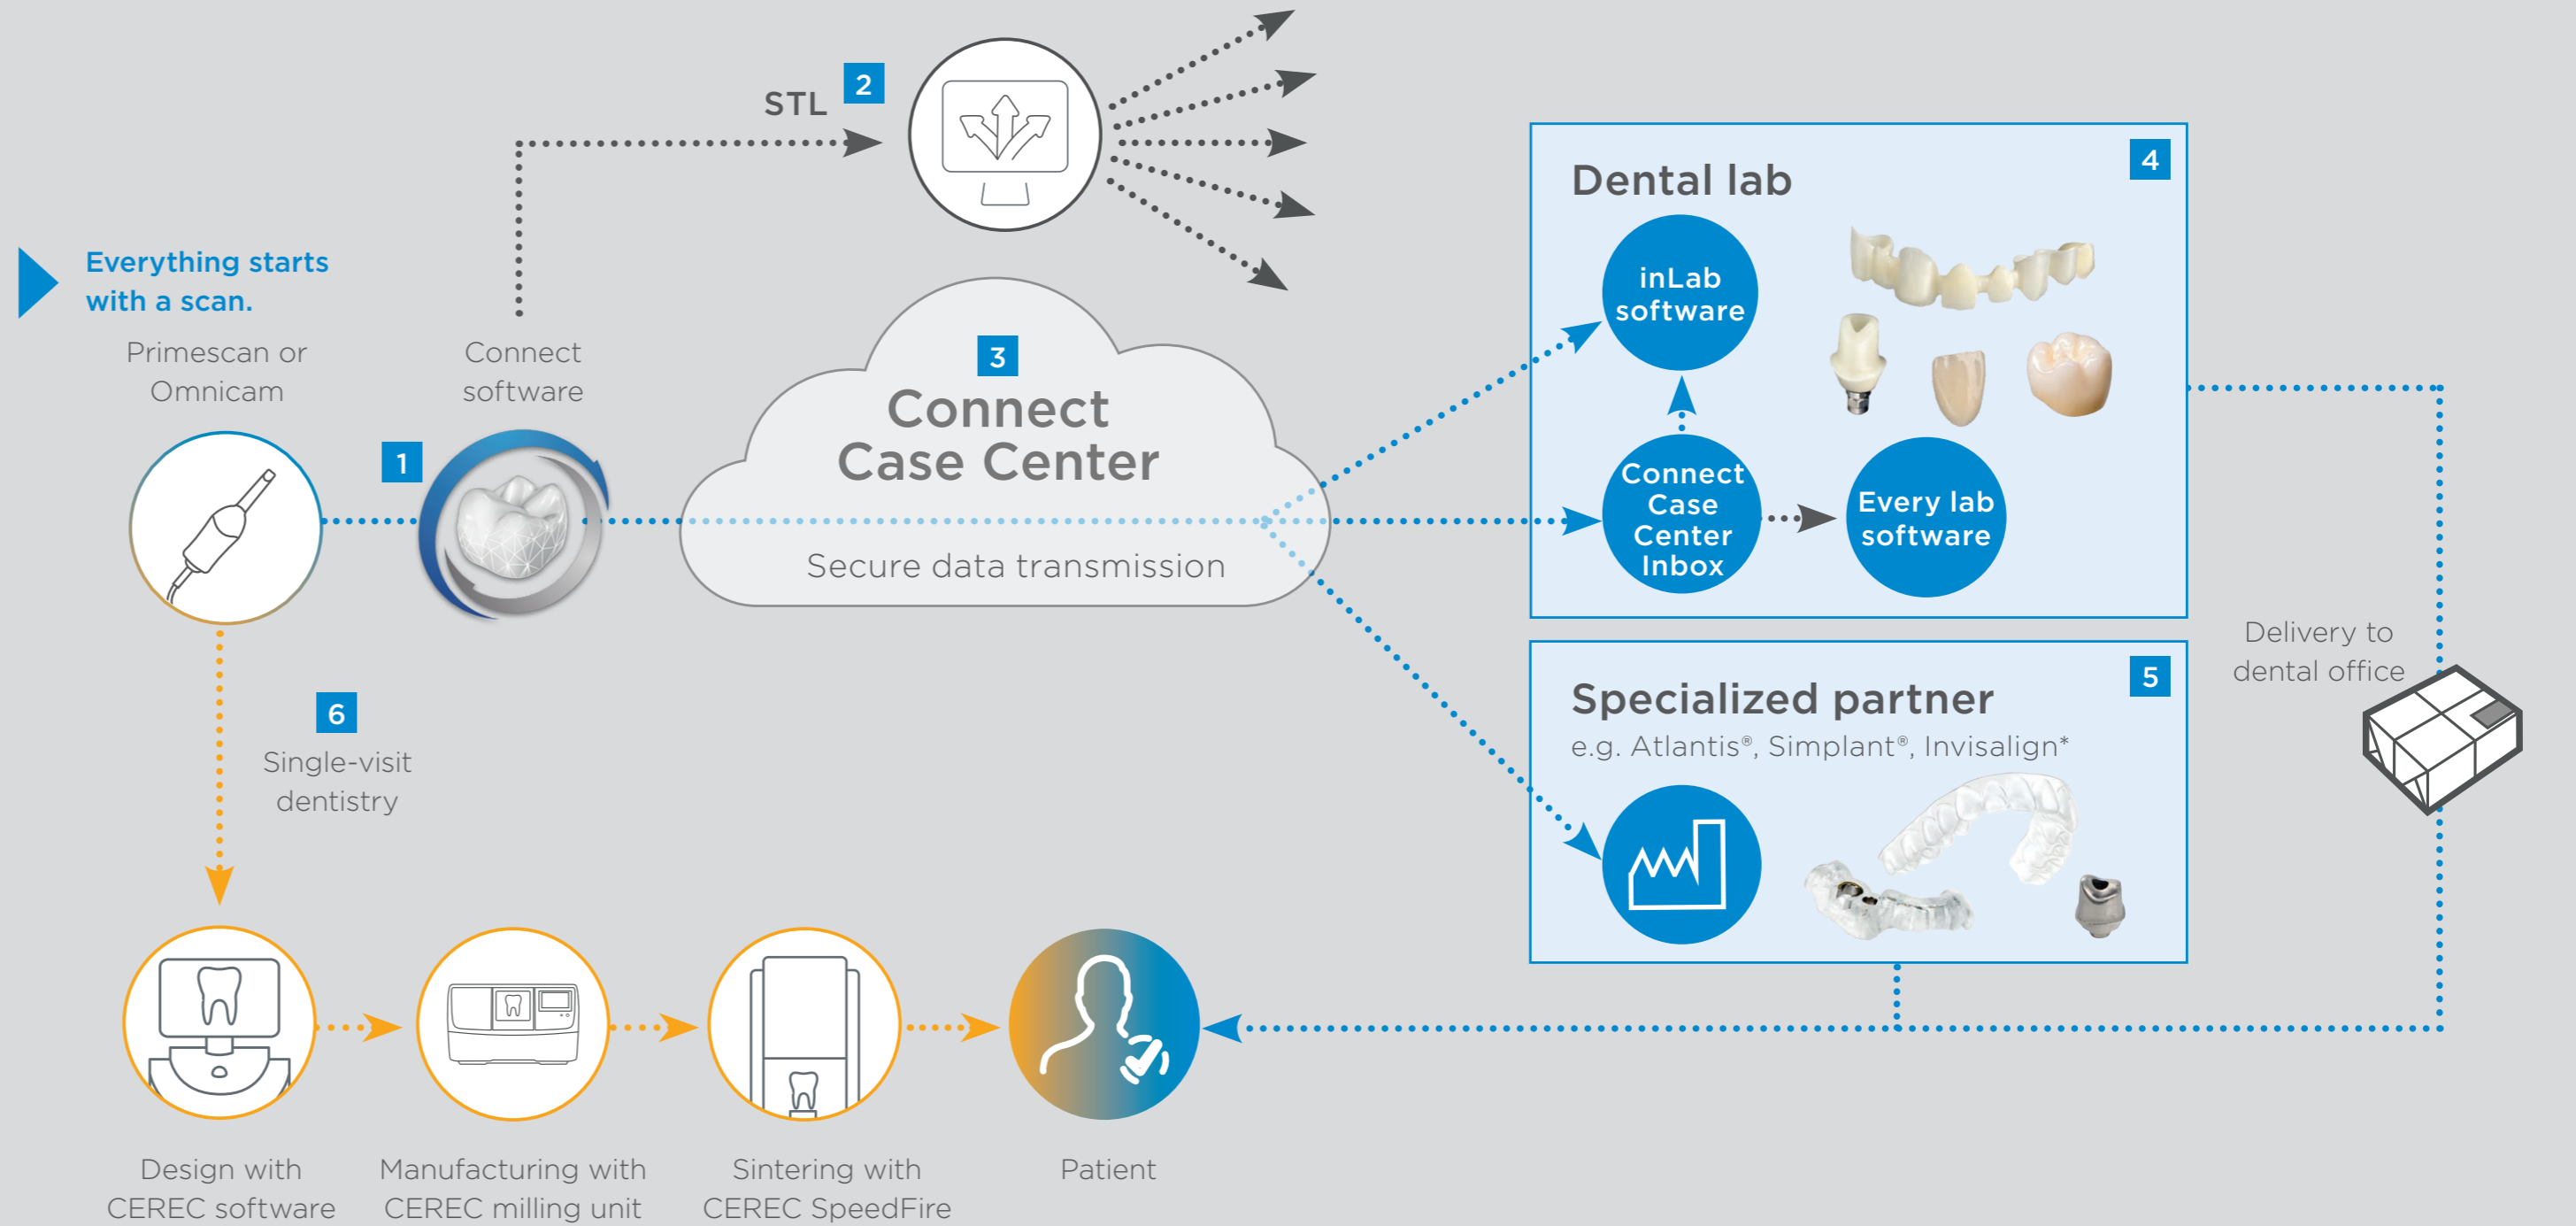 Everything starts
with a scan.
Primescan or
Omnicam
1
Connect
software
STL
2
3
Connect
Case Center
Secure data transmission
4
Dental lab
inLab
software
Connect
Case
Center
Inbox
Every lab
software
5
Specialized partner
e.g. Atlantis®, Simplant®, Invisalign*
Delivery to
dental office
6
Single-visit
dentistry
Design with
CEREC software
Manufacturing with
CEREC milling unit
Sintering with
CEREC SpeedFire
Patient